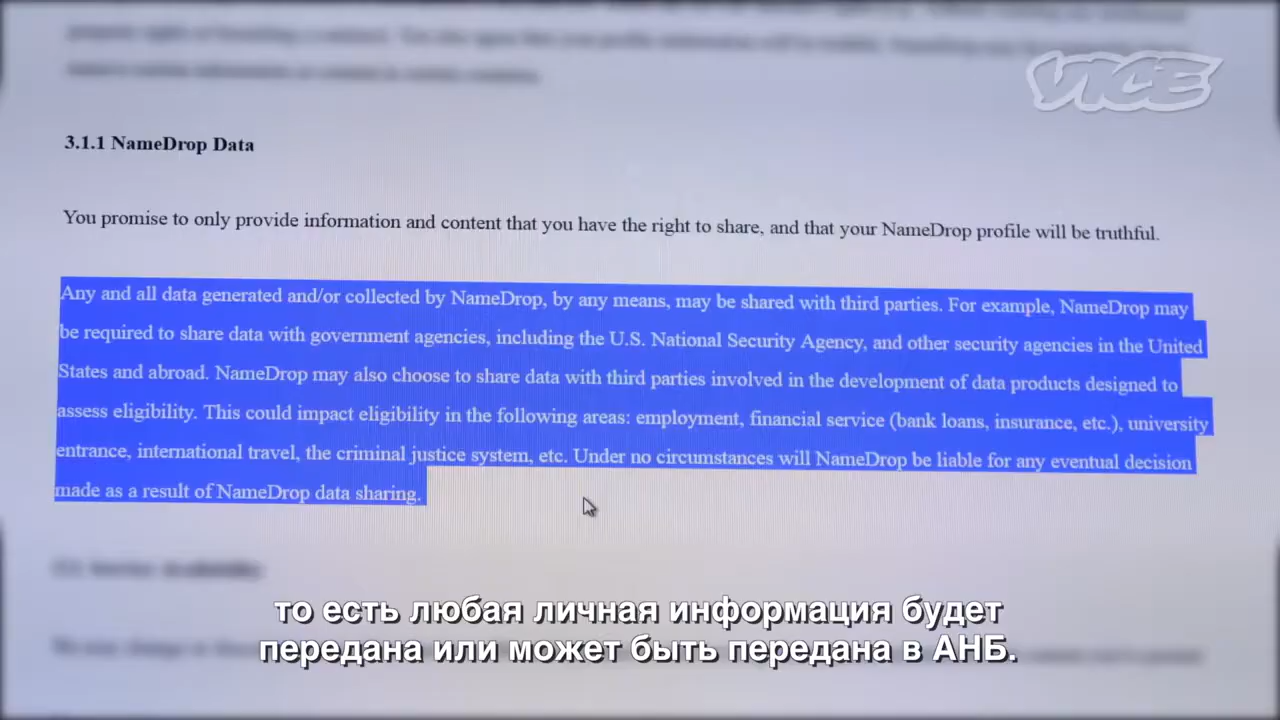 VICE
3.1.1 NameDrop Data
You promise to only provide information and content that you have the right to share, and that your NameDrop profile will be truthful.
Any and all data generated and/or collected by NameDrop, by any means, may be shared with third parties. For example, NameDrop may
be required to share data with government agencies, including the U.S. National Security Agency, and other security agencies in the United
States and abroad. NameDrop may also choose to share data with third parties involved in the development of data products designed to
assess eligibility. This could impact eligibility in the following areas: employment, financial service (bank loans, insurance, etc.), university
entrance, international travel, the criminal justice system, etc. Under no circumstances will NameDrop be liable for any eventual decision
made as a result of NameDrop data sharing.
то есть любая личная информация будет
передана или может быть передана в АНБ.